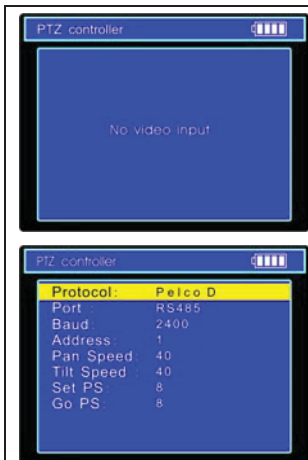 PTZ controller
No video input
PTZ controller
Protocol: Pelco D
Port : RS485
Baud: 2400
Address: 1
Pan Speed: 40
Tilt Speed : 40
Set PS: 8
Go PS: 8